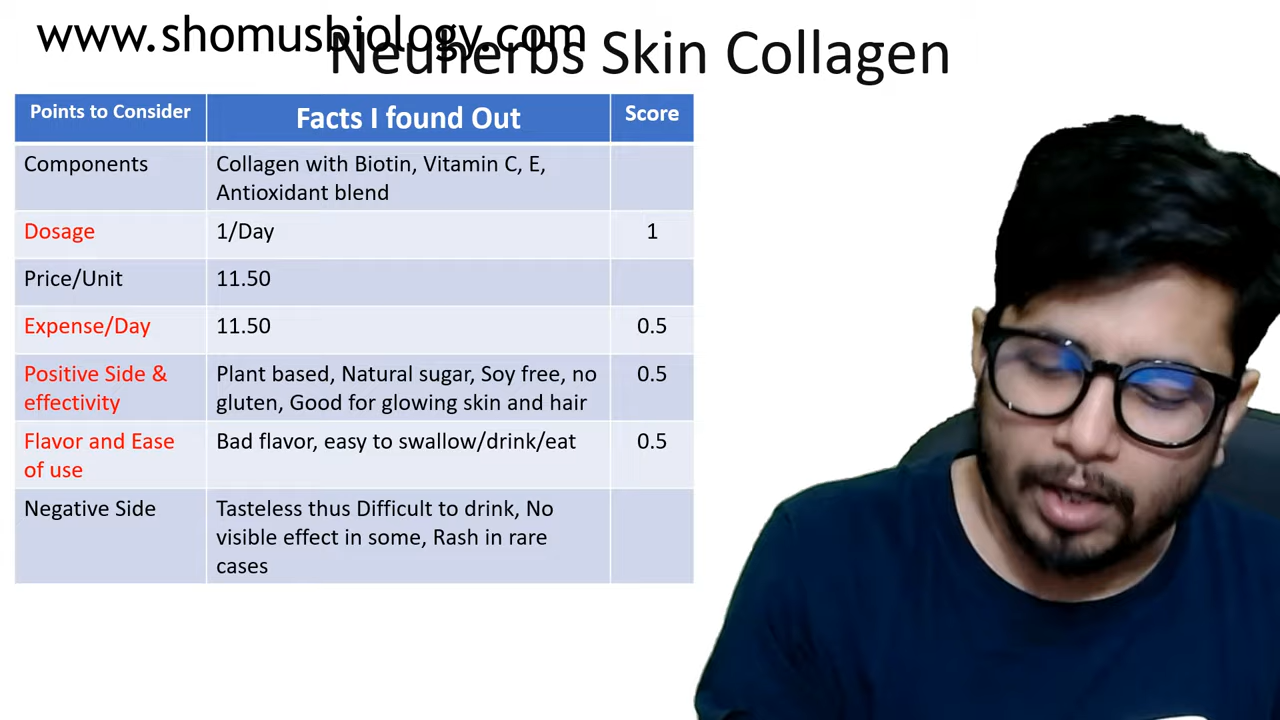 www.shomusbiology.com
Neuherbs Skin Collagen
Points to Consider Facts I found Out Score
Components Collagen with Biotin, Vitamin C, E,
Antioxidant blend
Dosage 1/Day 1
Price/Unit 11.50
Expense/Day 11.50 0.5
Positive Side & Plant based, Natural sugar, Soy free, no 0.5
effectivity gluten, Good for glowing skin and hair
Flavor and Ease Bad flavor, easy to swallow/drink/eat 0.5
of use
Negative Side Tasteless thus Difficult to drink, No
visible effect in some, Rash in rare
cases